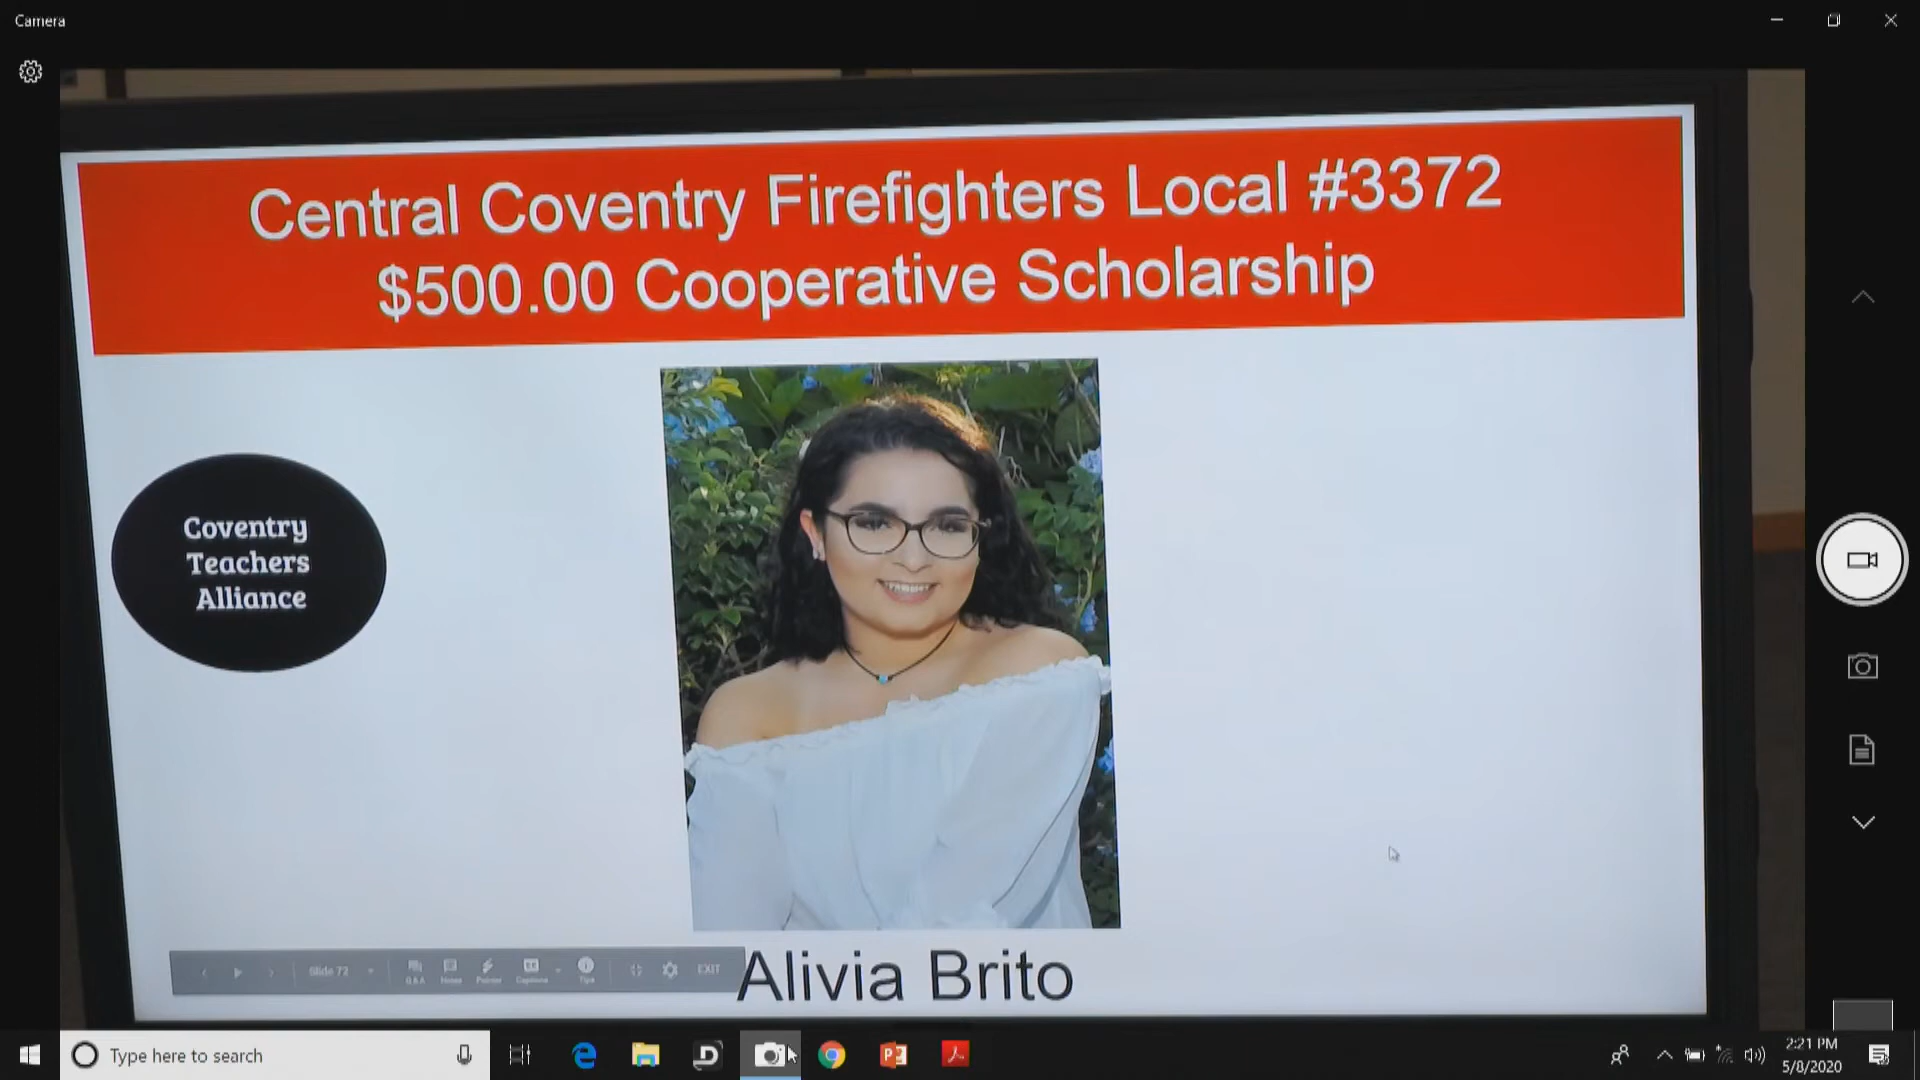 Camera
Central Coventry Firefighters Local #3372
$500.00 Cooperative Scholarship
Coventry
Teachers
Alliance
Alivia Brito
Slide 72
Q&A
Notes
Pointer
Captions
Tips
EXIT
Type here to search
2:21 PM
5/8/2020